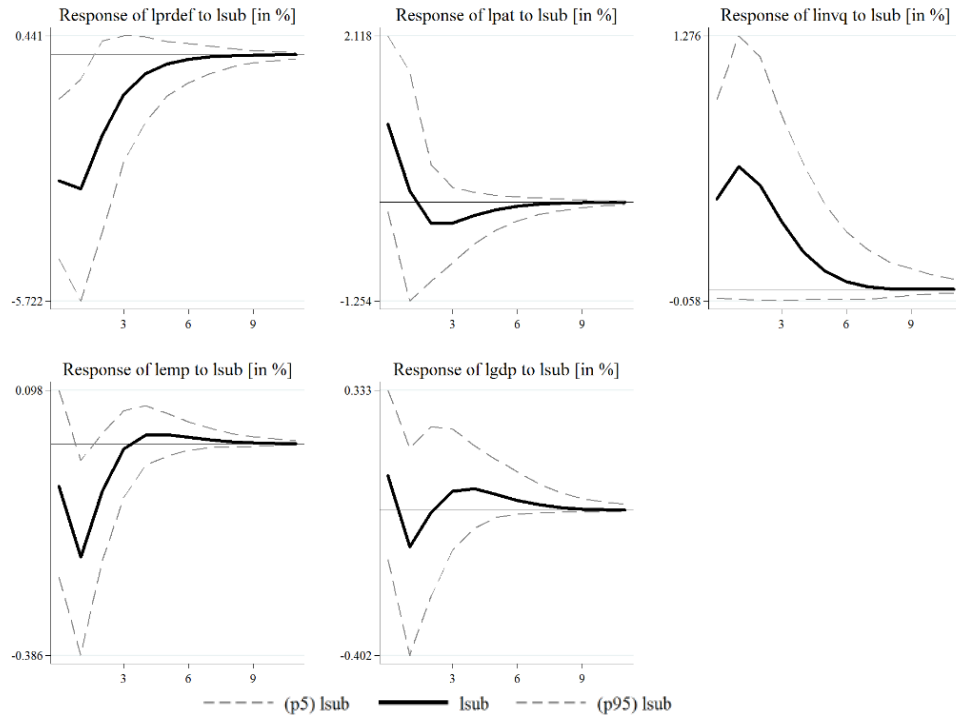 Response of lprdef to lsub [in %]
0.441
-5.722
3 6 9
Response of lpat to lsub [in %]
2.118
-1.254
3 6 9
Response of linvq to lsub [in %]
1.276
-0.058
3 6 9
Response of lemp to lsub [in %]
0.098
-0.386
3 6 9
Response of lgdp to lsub [in %]
0.333
-0.402
3 6 9
(p5) lsub lsub (p95) lsub